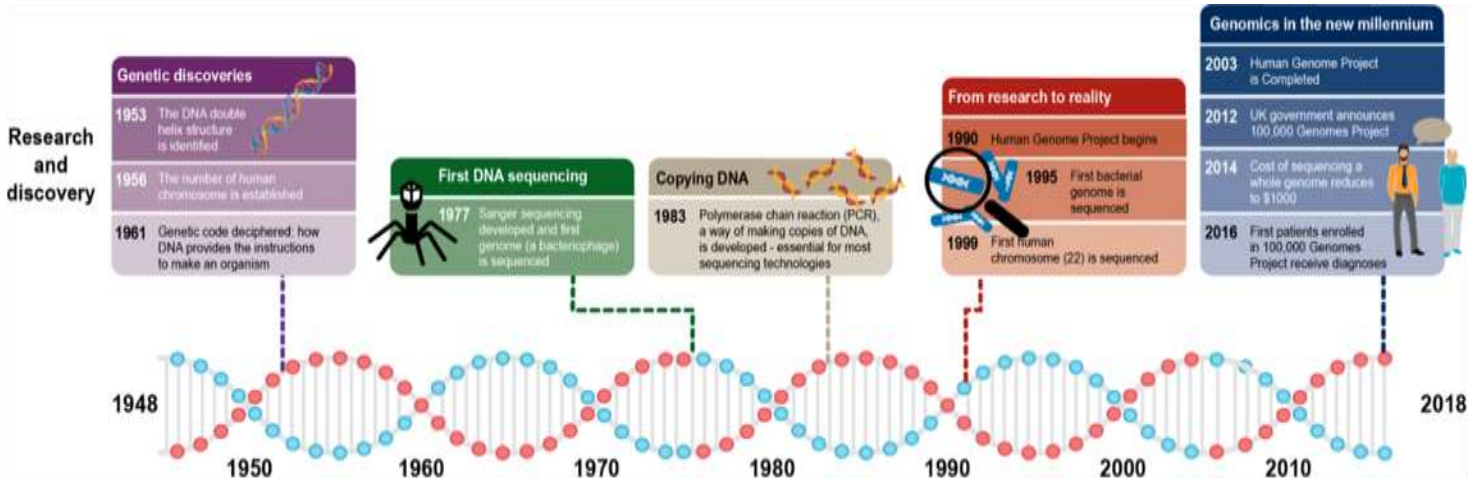 Research
and
discovery
Genetic discoveries
1953 The DNA double
helix structure
is identified
1956 The number of human
chromosome is established
1961 Genetic code deciphered: how
DNA provides the instructions
to make an organism
First DNA sequencing
1977 Sanger sequencing
developed and first
genome (a bacteriophage)
is sequenced
Copying DNA
1983 Polymerase chain reaction (PCR),
a way of making copies of DNA,
is developed - essential for most
sequencing technologies
From research to reality
1990 Human Genome Project begins
1995 First bacterial
genome is
sequenced
1999 First human
chromosome (22) is sequenced
Genomics in the new millennium
2003 Human Genome Project
is Completed
2012 UK government announces
100,000 Genomes Project
2014 Cost of sequencing a
whole genome reduces
to $1000
2016 First patients enrolled
in 100,000 Genomes
Project receive diagnoses
1948
2018
1950
1960
1970
1980
1990
2000
2010